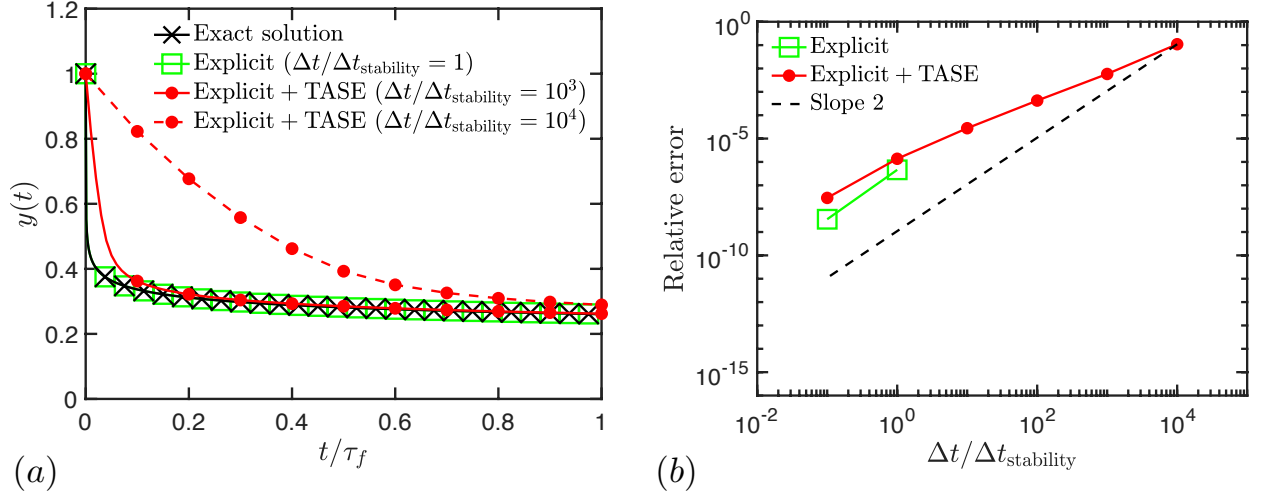 Exact solution
Explicit (Δt/Δt_stability = 1)
Explicit + TASE (Δt/Δt_stability = 10^3)
Explicit + TASE (Δt/Δt_stability = 10^4)
1.2
1
0.8
0.6
0.4
0.2
0
y(t)
0
0.2
0.4
0.6
0.8
1
t/τ_f
(a)
Explicit
Explicit + TASE
Slope 2
10^0
10^-5
10^-10
10^-15
Relative error
10^-2
10^0
10^2
10^4
Δt/Δt_stability
(b)